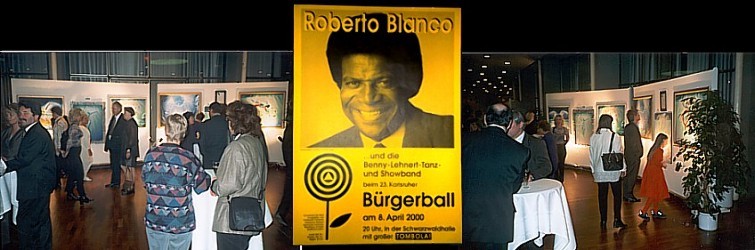 Roberto Blanco
und die
Benny-Lehnert-Tanz-
und Showband
beim 23. Karlsruher
Bürgerball
am 8. April 2000
20 Uhr, in der Schwarzwaldhalle
mit großer TOMBOLA!